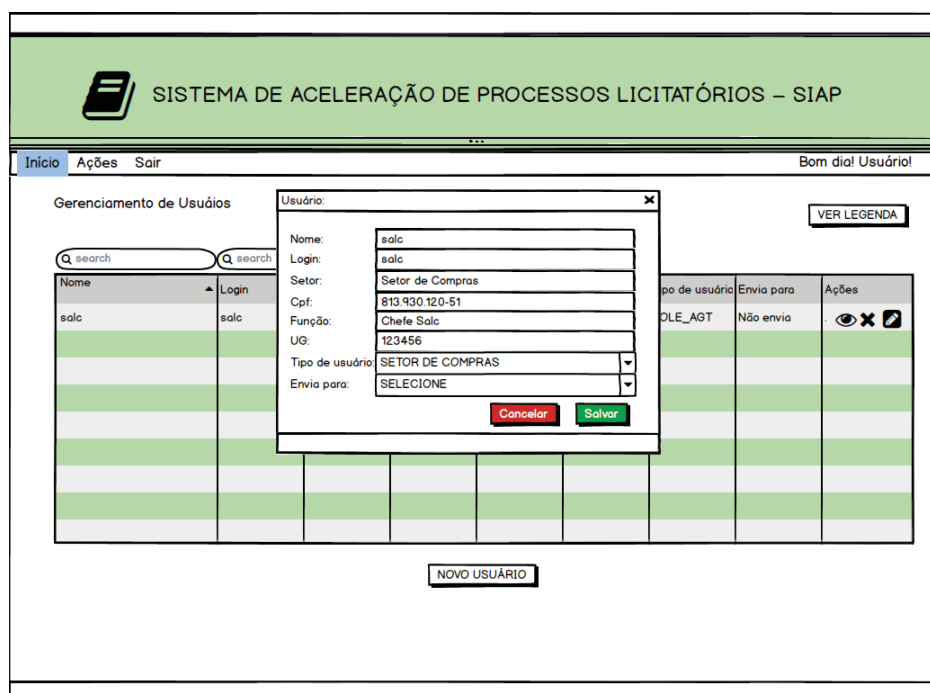 SISTEMA DE ACELERAÇÃO DE PROCESSOS LICITATÓRIOS – SIAP
Início Ações Sair Bom dia! Usuário!
Gerenciamento de Usuáios
VER LEGENDA
search search
Nome Login po de usuário Envia para Ações
salc salc OLE_AGT Não envia
Usuário:
Nome: salc
Login: salc
Setor: Setor de Compras
Cpf: 813.930.120-51
Função: Chefe Salc
UG: 123456
Tipo de usuário: SETOR DE COMPRAS
Envia para: SELECIONE
Cancelar Salvar
NOVO USUÁRIO